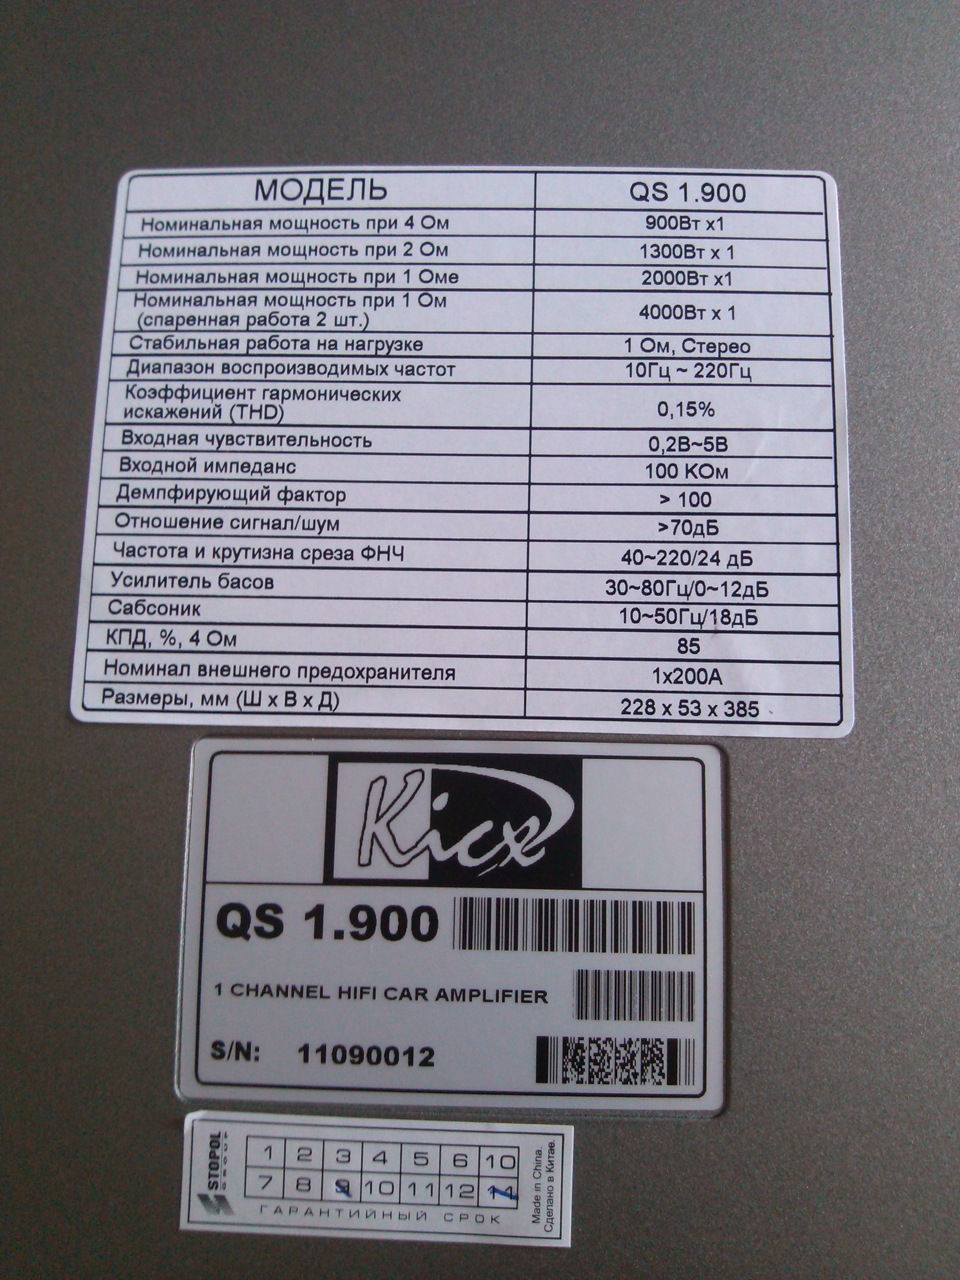 МОДЕЛЬ QS 1.900
Номинальная мощность при 4 Ом 900Вт x1
Номинальная мощность при 2 Ом 1300Вт x 1
Номинальная мощность при 1 Оме 2000Вт x1
Номинальная мощность при 1 Ом
(спаренная работа 2 шт.) 4000Вт x 1
Стабильная работа на нагрузке 1 Ом, Стерео
Диапазон воспроизводимых частот 10Гц ~ 220Гц
Коэффициент гармонических
искажений (THD) 0,15%
Входная чувствительность 0,2В~5В
Входной импеданс 100 КОм
Демпфирующий фактор > 100
Отношение сигнал/шум >70дБ
Частота и крутизна среза ФНЧ 40~220/24 дБ
Усилитель басов 30~80Гц/0~12дБ
Сабсоник 10~50Гц/18дБ
КПД, %, 4 Ом 85
Номинал внешнего предохранителя 1x200А
Размеры, мм (Ш х В х Д) 228 x 53 x 385
Kicx
QS 1.900
1 CHANNEL HIFI CAR AMPLIFIER
S/N: 11090012
STOPOL
GROUP
1 2 3 4 5 6 10
7 8 9 10 11 12 11
ГАРАНТИЙНЫЙ СРОК
Made in China.
Сделано в Китае.